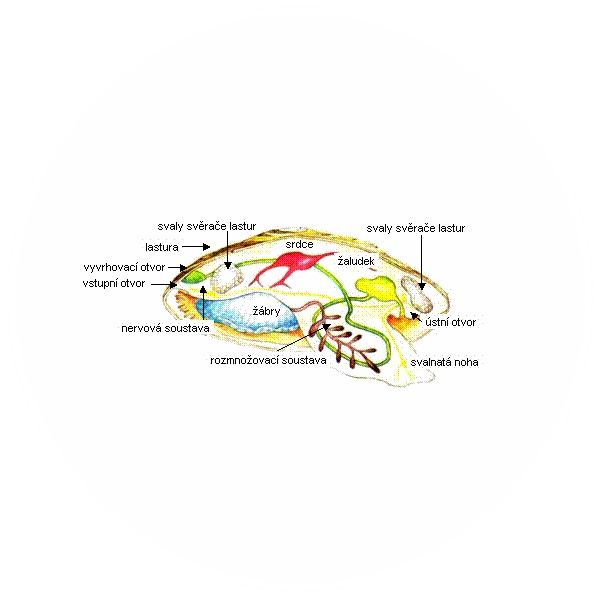 svaly svěrače lastur
svaly svěrače lastur
lastura
srdce
žaludek
vyvrhovací otvor
vstupní otvor
žábry
nervová soustava
ústní otvor
rozmnožovací soustava
svalnatá noha